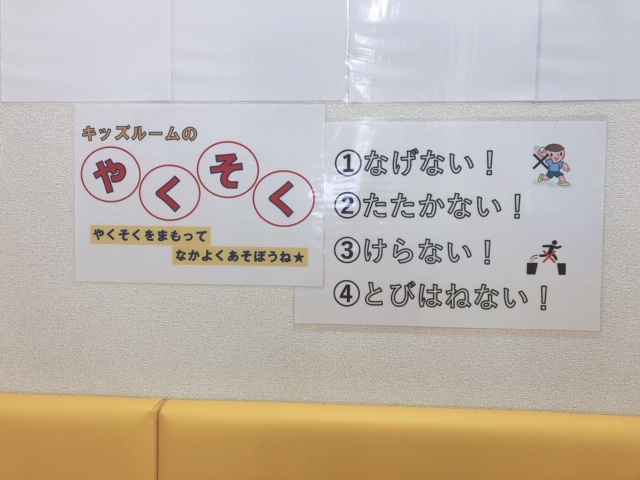 キッズルームの
やくそく
やくそくをまもって
なかよくあそぼうね★
①なげない！
②たたかない！
③けらない！
④とびはねない！